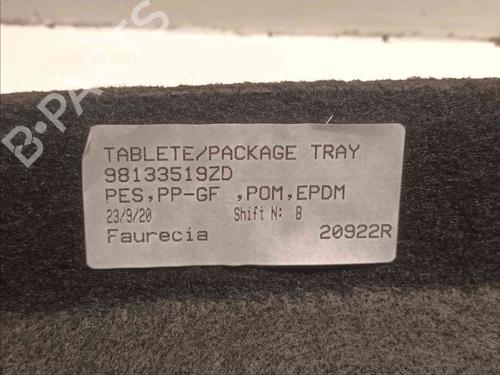 B-PARTS
TABLETE/PACKAGE TRAY
98133519ZD
PES,PP-GF ,POM,EPDM
23/9/20 Shift N: B
Faurecia 20922R